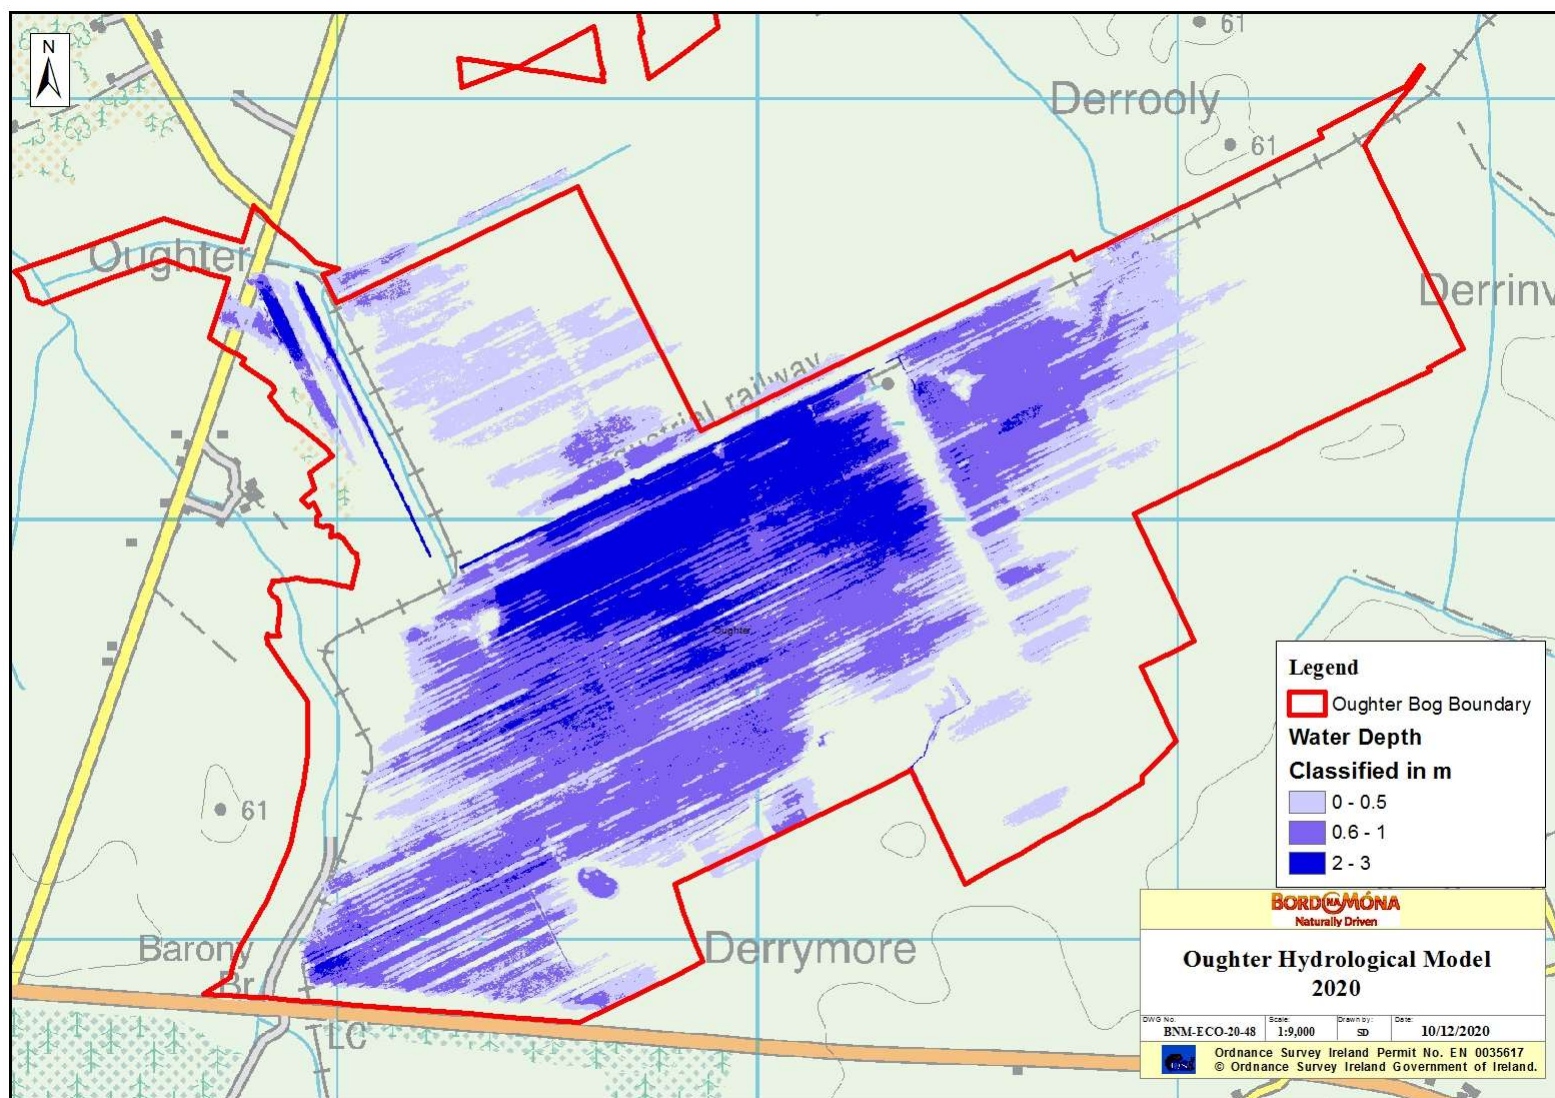 N
61
Derrooly
61
Oughter
Derrinv
industrial railway
Oughter
61
Barony
Br
Derrymore
LC
Legend
Oughter Bog Boundary
Water Depth
Classified in m
0 - 0.5
0.6 - 1
2 - 3
BORD NA MÓNA
Naturally Driven
Oughter Hydrological Model
2020
DWG No. Scale: Drawn by: Date:
BNM-ECO-20-48 1:9,000 SD 10/12/2020
Ordnance Survey Ireland Permit No. EN 0035617
© Ordnance Survey Ireland Government of Ireland.